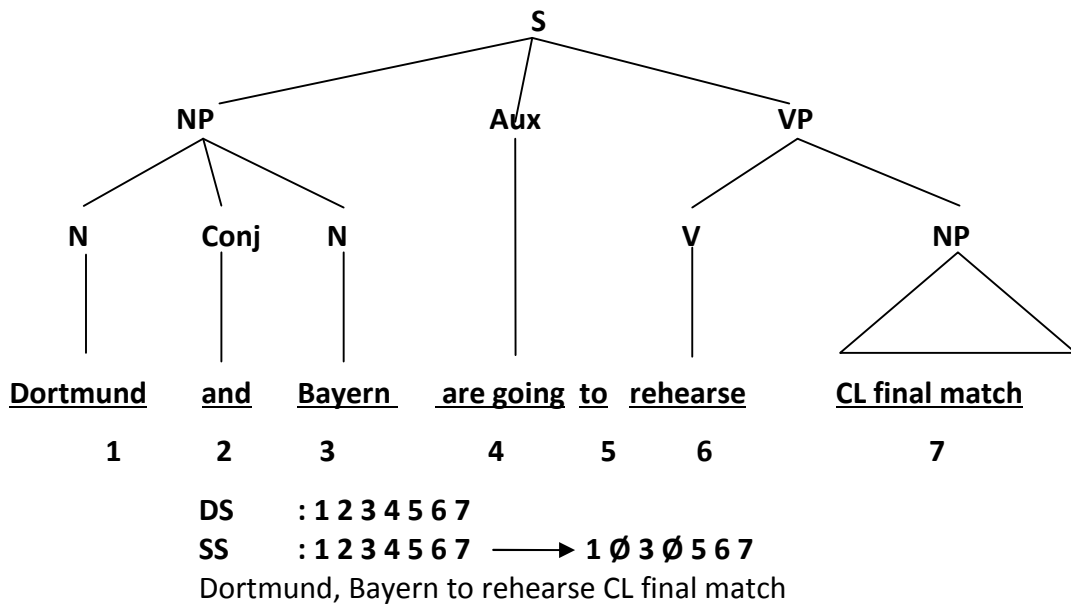 S
NP Aux VP
N Conj N V NP
Dortmund and Bayern are going to rehearse CL final match
1 2 3 4 5 6 7
DS : 1 2 3 4 5 6 7
SS : 1 2 3 4 5 6 7 → 1 Ø 3 Ø 5 6 7
Dortmund, Bayern to rehearse CL final match